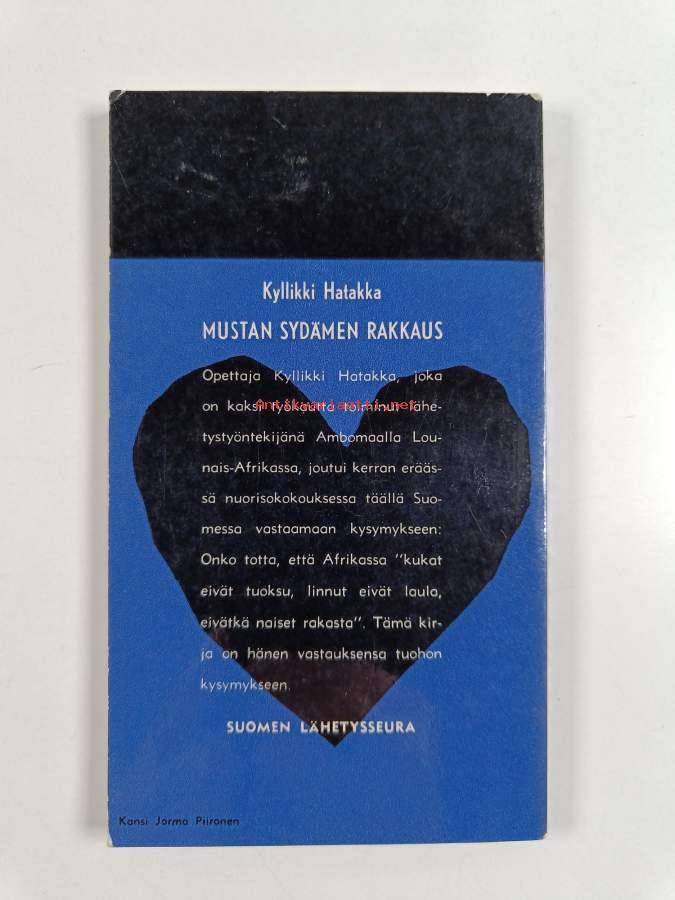 Kyllikki Hatakka
MUSTAN SYDÄMEN RAKKAUS
Opettaja Kyllikki Hatakka, joka
on kaksi työkautta toiminut lähe-
Antikvariaatti.net
tystyöntekijänä Ambomaalla Lou-
nais-Afrikassa, joutui kerran erääs-
sä nuorisokokouksessa täällä Suo-
messa vastaamaan kysymykseen:
Onko totta, että Afrikassa "kukat
eivät tuoksu, linnut eivät laula,
eivätkä naiset rakasta". Tämä kir-
ja on hänen vastauksensa tuohon
kysymykseen.
SUOMEN LÄHETYSSEURA
Kansi Jorma Piironen